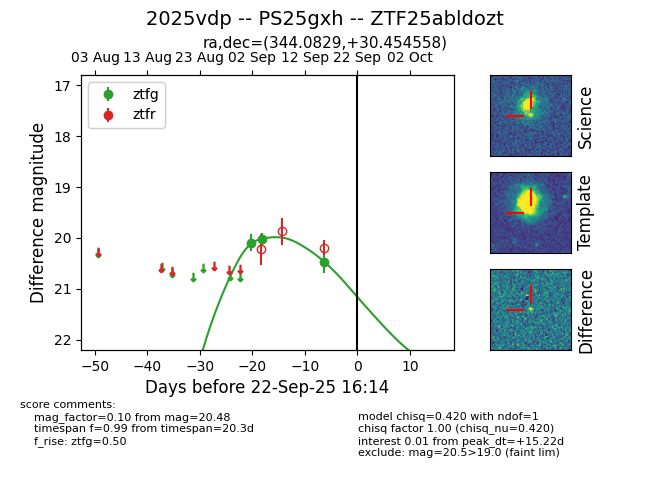 2025vdp -- PS25gxh -- ZTF25abldozt
ra,dec=(344.0829,+30.454558)
03 Aug 13 Aug 23 Aug 02 Sep 12 Sep 22 Sep 02 Oct
17
18
19
20
21
22
Difference magnitude
ztfg
ztfr
−50 −40 −30 −20 −10 0 10
Days before 22-Sep-25 16:14
Science
Template
Difference
score comments:
mag_factor=0.10 from mag=20.48
timespan f=0.99 from timespan=20.3d
f_rise: ztfg=0.50
model chisq=0.420 with ndof=1
chisq factor 1.00 (chisq_nu=0.420)
interest 0.01 from peak_dt=+15.22d
exclude: mag=20.5>19.0 (faint lim)